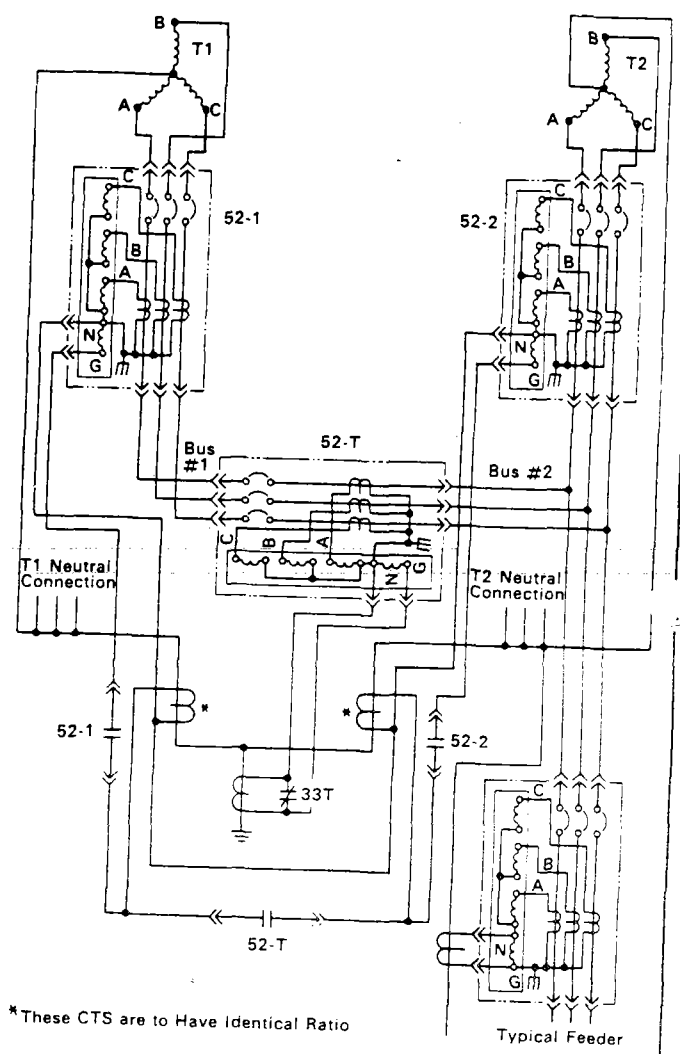 B
T1
A
C
B
T2
A
C
C
52-1
B
A
N
G
C
52-2
B
A
N
G
52-T
Bus
#1
Bus #2
C
B
A
N
G
T1 Neutral
Connection
T2 Neutral
Connection
*
*
52-1
52-2
33T
52-T
C
B
A
N
G
*These CTS are to Have Identical Ratio
Typical Feeder